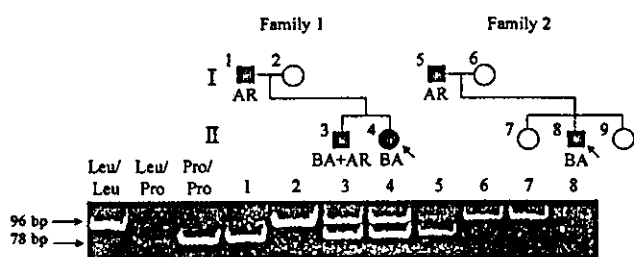 Family 1 Family 2
1 2 5 6
I
AR AR
II 3 4 7 8 9
BA+AR BA BA
Leu/ Leu/ Pro/
Leu Pro Pro 1 2 3 4 5 6 7 8
96 bp
78 bp